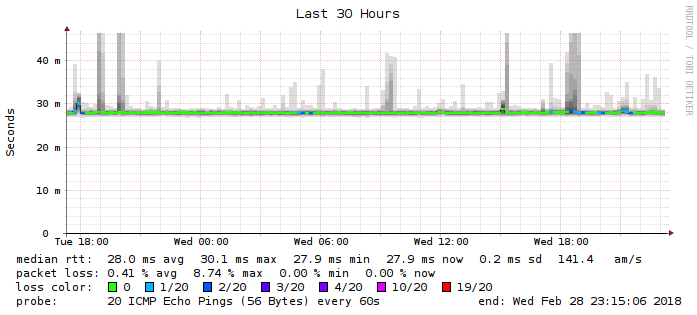 Last 30 Hours
RRDTOOL / TOBI OETIKER
Seconds
40 m
30 m
20 m
10 m
0
Tue 18:00 Wed 00:00 Wed 06:00 Wed 12:00 Wed 18:00
median rtt: 28.0 ms avg 30.1 ms max 27.9 ms min 27.9 ms now 0.2 ms sd 141.4 am/s
packet loss: 0.41 % avg 8.74 % max 0.00 % min 0.00 % now
loss color: 0 1/20 2/20 3/20 4/20 10/20 19/20
probe: 20 ICMP Echo Pings (56 Bytes) every 60s end: Wed Feb 28 23:15:06 2018